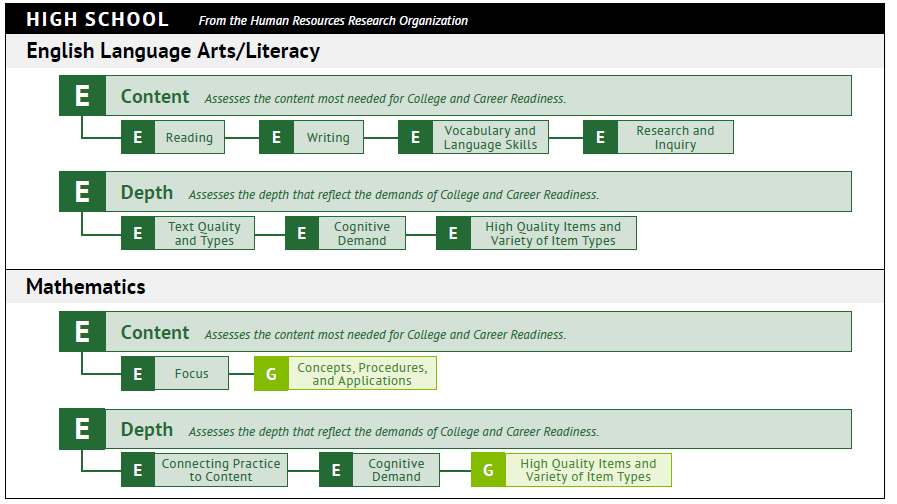 HIGH SCHOOL From the Human Resources Research Organization
English Language Arts/Literacy
E Content Assesses the content most needed for College and Career Readiness.
E Reading E Writing E Vocabulary and Language Skills E Research and Inquiry
E Depth Assesses the depth that reflect the demands of College and Career Readiness.
E Text Quality and Types E Cognitive Demand E High Quality Items and Variety of Item Types
Mathematics
E Content Assesses the content most needed for College and Career Readiness.
E Focus G Concepts, Procedures, and Applications
E Depth Assesses the depth that reflect the demands of College and Career Readiness.
E Connecting Practice to Content E Cognitive Demand G High Quality Items and Variety of Item Types